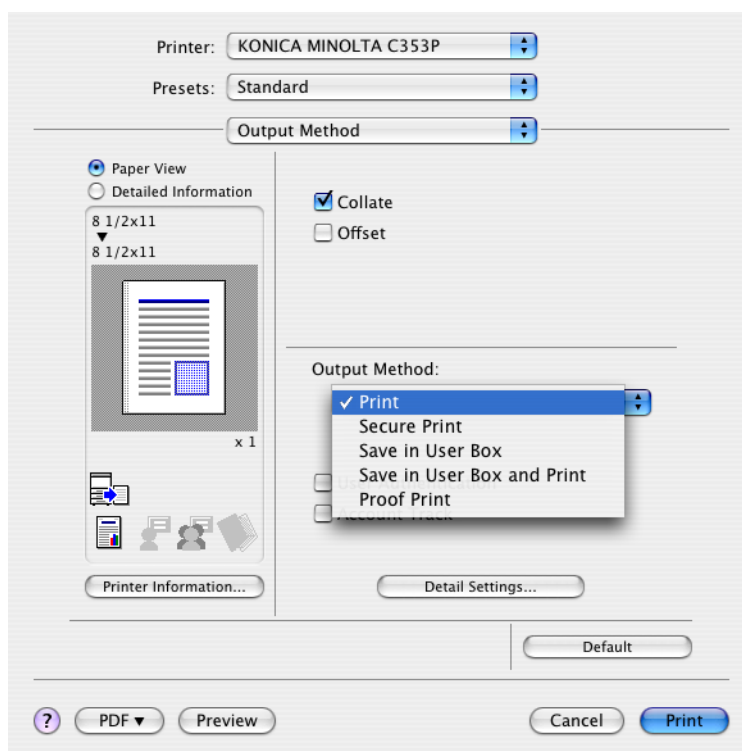 Printer: KONICA MINOLTA C353P
Presets: Standard
Output Method
Paper View
Detailed Information
8 1/2x11
8 1/2x11
x 1
Printer Information...
Collate
Offset
Output Method:
✓ Print
Secure Print
Save in User Box
Save in User Box and Print
Proof Print
Account Track
Detail Settings...
Default
? PDF ▼ Preview Cancel Print